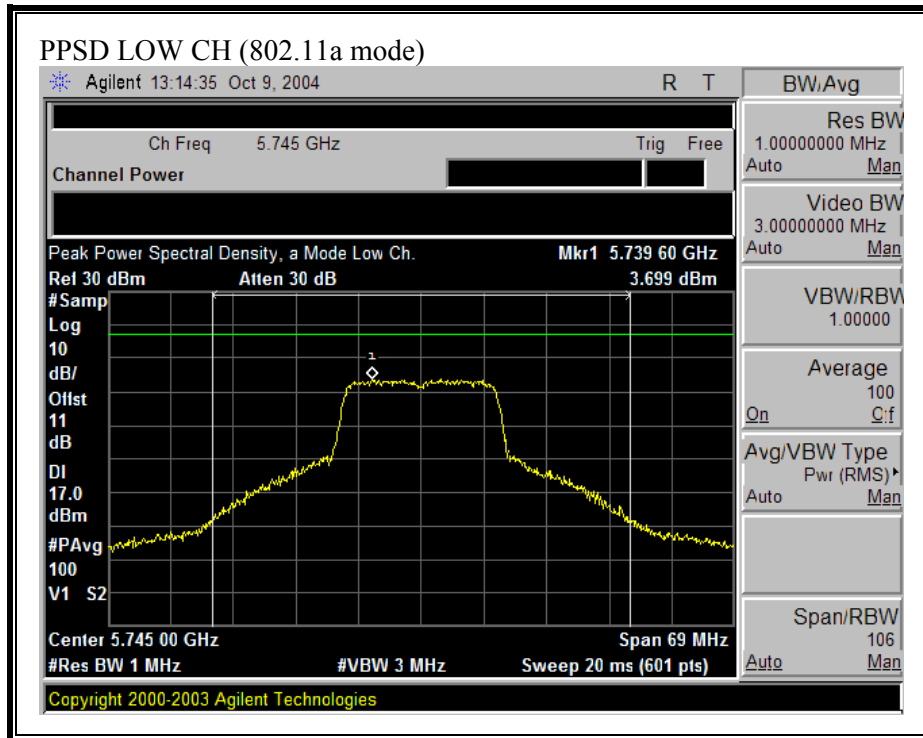 PPSD LOW CH (802.11a mode)
Agilent 13:14:35 Oct 9, 2004 R T
BW/Avg
Ch Freq 5.745 GHz Trig Free
Channel Power
Res BW
1.00000000 MHz
Auto Man
Video BW
3.00000000 MHz
Auto Man
VBW/RBW
1.00000
Average
100
On Off
Avg/VBW Type
Pwr (RMS)
Auto Man
Span/RBW
106
Auto Man
Peak Power Spectral Density, a Mode Low Ch. Mkr1 5.739 60 GHz
Ref 30 dBm Atten 30 dB 3.699 dBm
#Samp
Log
10
dB/
Offst
11
dB
DI
17.0
dBm
#PAvg
100
V1 S2
1
Center 5.745 00 GHz Span 69 MHz
#Res BW 1 MHz #VBW 3 MHz Sweep 20 ms (601 pts)
Copyright 2000-2003 Agilent Technologies